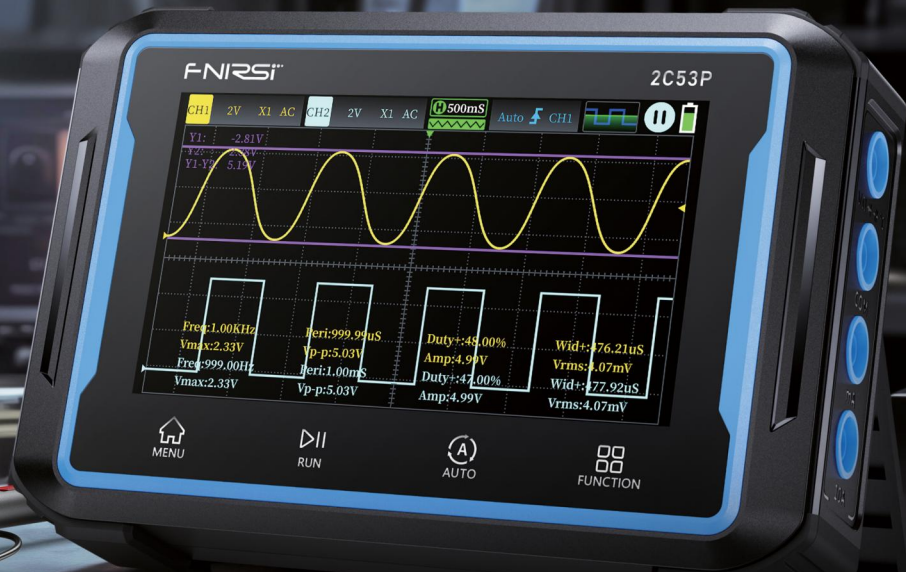 FNIRSI
2C53P
CH1 2V X1 AC CH2 2V X1 AC H 500mS Auto CH1
Y1: -2.81V
Y1-Y2: 5.19V
Freq:1.00KHz Peri:999.99uS Duty+:48.00% Wid+:476.21uS
Vmax:2.33V Vp-p:5.03V Amp:4.99V Vrms:4.07mV
Freq:999.00Hz Peri:1.00mS Duty+:47.00% Wid+:477.92uS
Vmax:2.33V Vp-p:5.03V Amp:4.99V Vrms:4.07mV
MENU RUN A AUTO FUNCTION